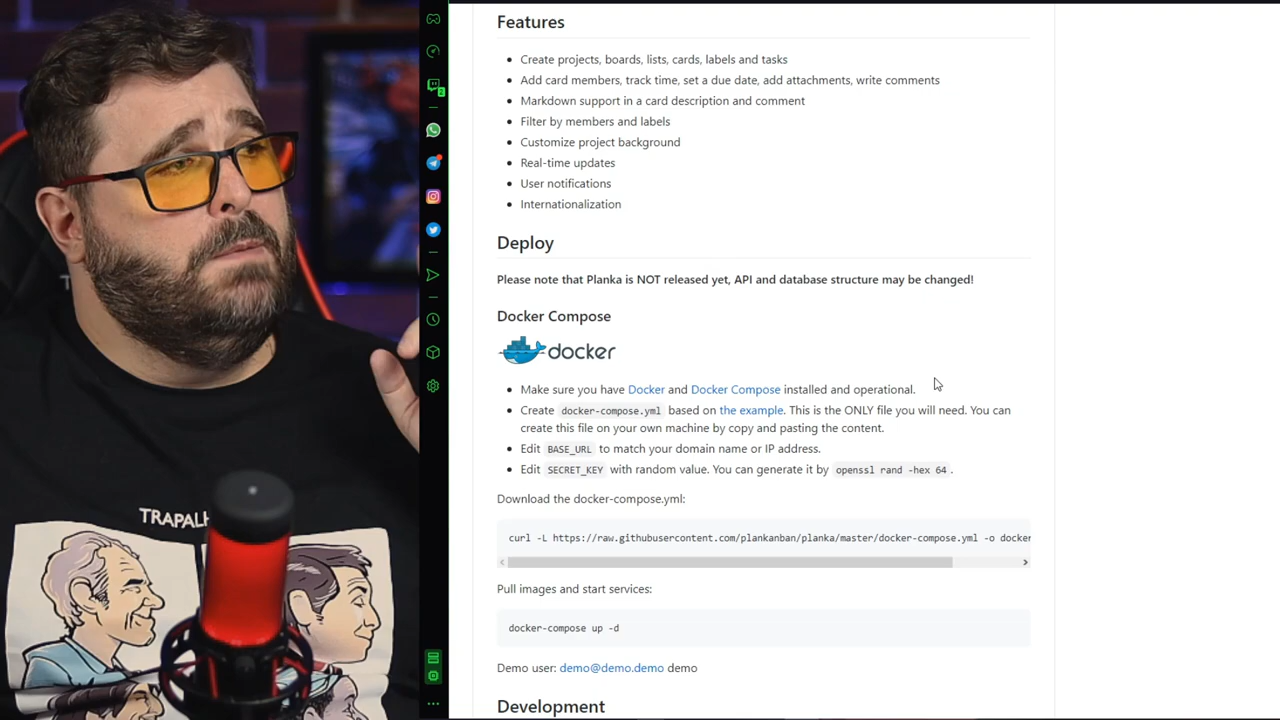 Features
Create projects, boards, lists, cards, labels and tasks
Add card members, track time, set a due date, add attachments, write comments
Markdown support in a card description and comment
Filter by members and labels
Customize project background
Real-time updates
User notifications
Internationalization
Deploy
Please note that Planka is NOT released yet, API and database structure may be changed!
Docker Compose
docker
Make sure you have Docker and Docker Compose installed and operational.
Create docker-compose.yml based on the example. This is the ONLY file you will need. You can
create this file on your own machine by copy and pasting the content.
Edit BASE_URL to match your domain name or IP address.
Edit SECRET_KEY with random value. You can generate it by openssl rand -hex 64.
Download the docker-compose.yml:
curl -L https://raw.githubusercontent.com/plankanban/planka/master/docker-compose.yml -o docker
Pull images and start services:
docker-compose up -d
Demo user: demo@demo.demo demo
Development
2
TRAPALH